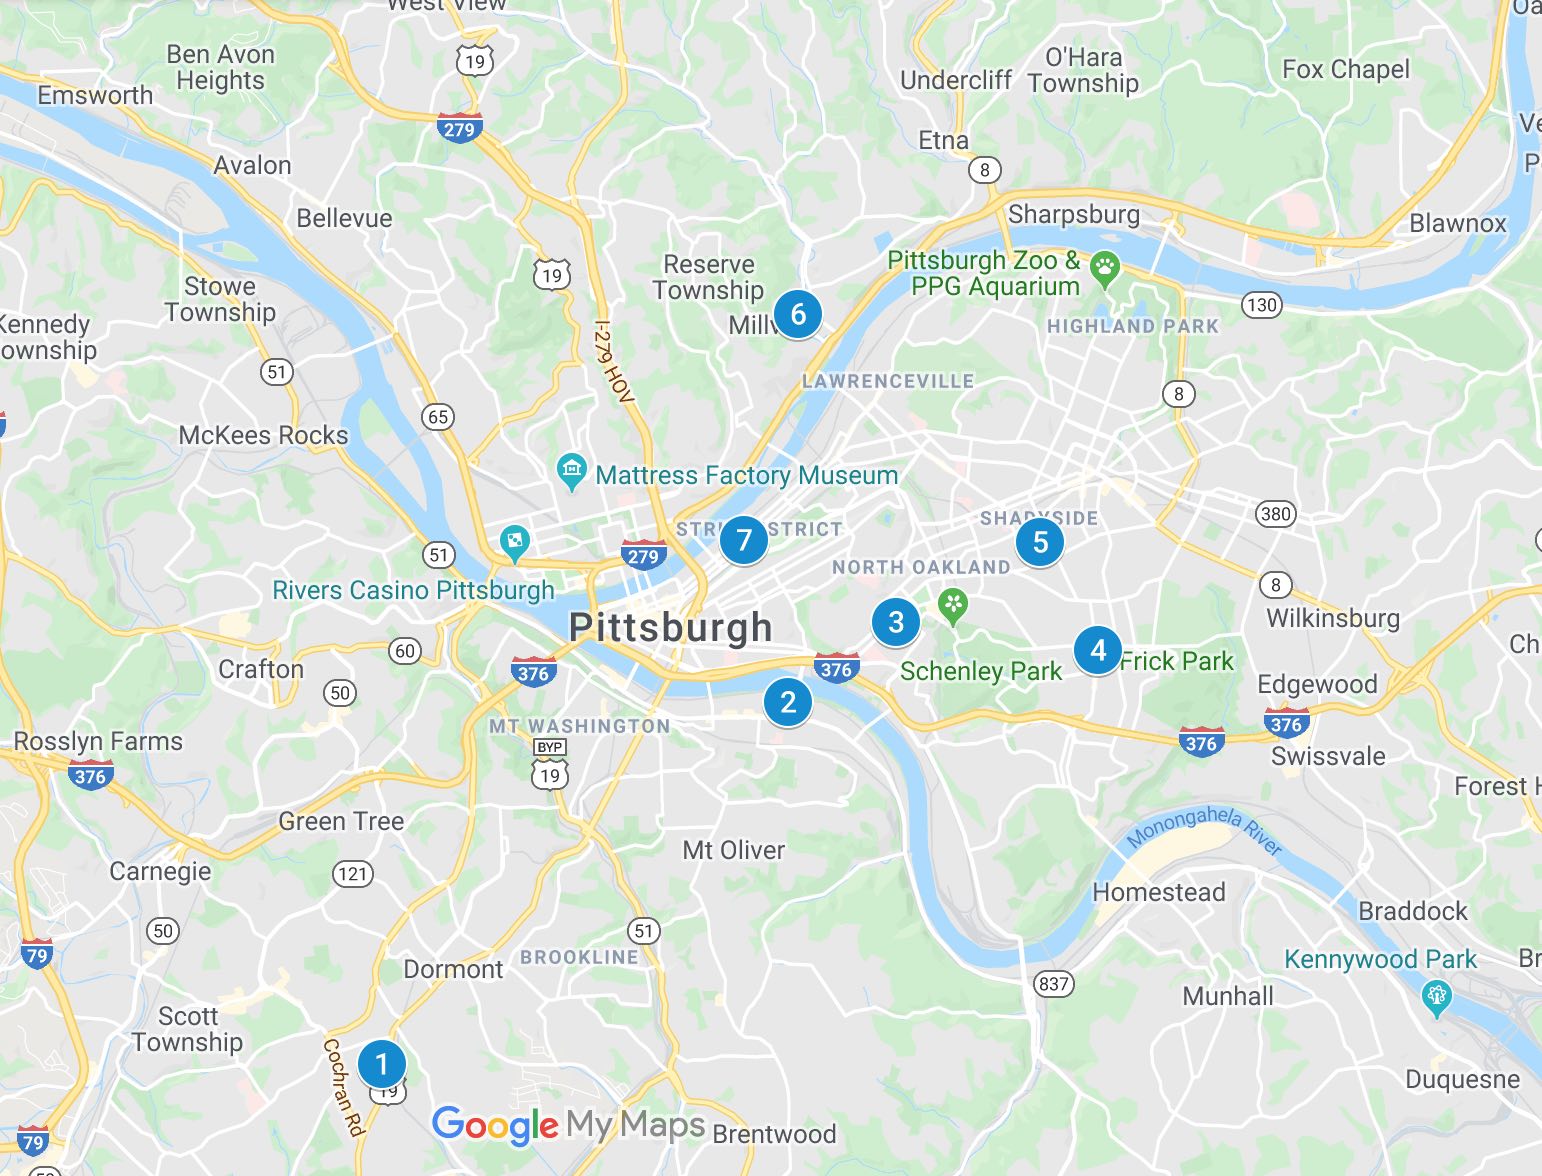 West View
Ben Avon
Heights
19
O'Hara
Township
Undercliff
Fox Chapel
Emsworth
279
Etna
Avalon
8
Bellevue
Sharpsburg
Blawnox
Reserve
Township
Pittsburgh Zoo &
PPG Aquarium
19
Stowe
Township
130
6
Kennedy
ownship
HIGHLAND PARK
I-279 HOV
51
LAWRENCEVILLE
8
65
McKees Rocks
Mattress Factory Museum
380
SHADYSIDE
STRI
STRICT
7
5
51
279
NORTH OAKLAND
Rivers Casino Pittsburgh
8
Pittsburgh
3
Wilkinsburg
60
Crafton
376
376
4
Schenley Park
Frick Park
50
Edgewood
2
MT WASHINGTON
376
376
Rosslyn Farms
BYP
19
376
Swissvale
Forest H
Green Tree
Monongahela River
Mt Oliver
Carnegie
121
Homestead
Braddock
50
51
79
BROOKLINE
Dormont
Kennywood Park
837
Munhall
Scott
Township
1
19
Cochran Rd
Duquesne
Google My Maps
Brentwood
79